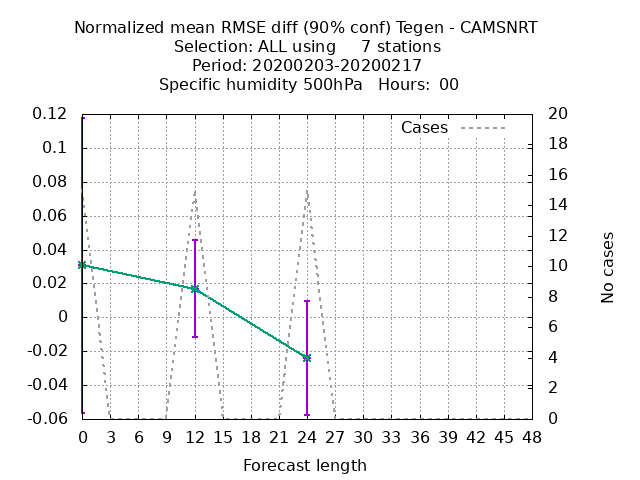 Normalized mean RMSE diff (90% conf) Tegen - CAMSNRT
Selection: ALL using     7 stations
Period: 20200203-20200217
Specific humidity 500hPa   Hours:  00
Cases
0.12
0.1
0.08
0.06
0.04
0.02
0
-0.02
-0.04
-0.06
20
18
16
14
12
10
8
6
4
2
0
No cases
0 3 6 9 12 15 18 21 24 27 30 33 36 39 42 45 48
Forecast length